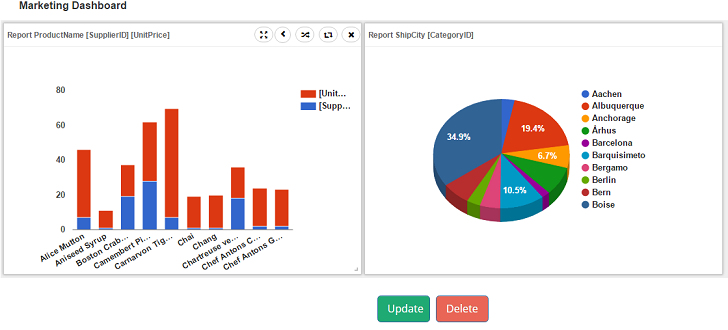 Marketing Dashboard
Report ProductName [SupplierID] [UnitPrice]
80
60
40
20
0
Alice Mutton
Aniseed Syrup
Boston Crab...
Camembert Pi...
Carnarvon Tig...
Chai
Chang
Chartreuse ve...
Chef Antons C...
Chef Antons G...
[Unit...
[Supp...
Report ShipCity [CategoryID]
34.9%
19.4%
6.7%
10.5%
Aachen
Albuquerque
Anchorage
Århus
Barcelona
Barquisimeto
Bergamo
Berlin
Bern
Boise
Update
Delete